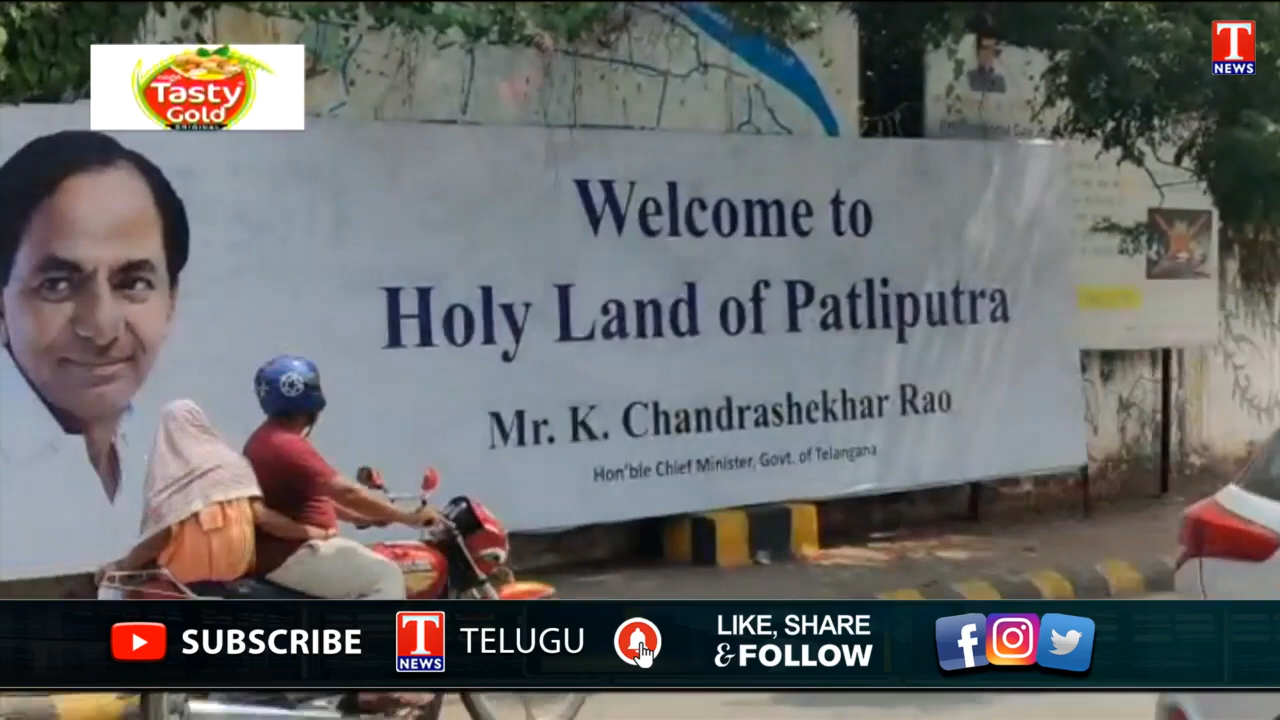 Tasty
Gold
ORIGINAL
T
NEWS
Welcome to
Holy Land of Patliputra
Mr. K. Chandrashekhar Rao
Hon'ble Chief Minister, Govt. of Telangana
SUBSCRIBE
T
NEWS
TELUGU
LIKE, SHARE
& FOLLOW